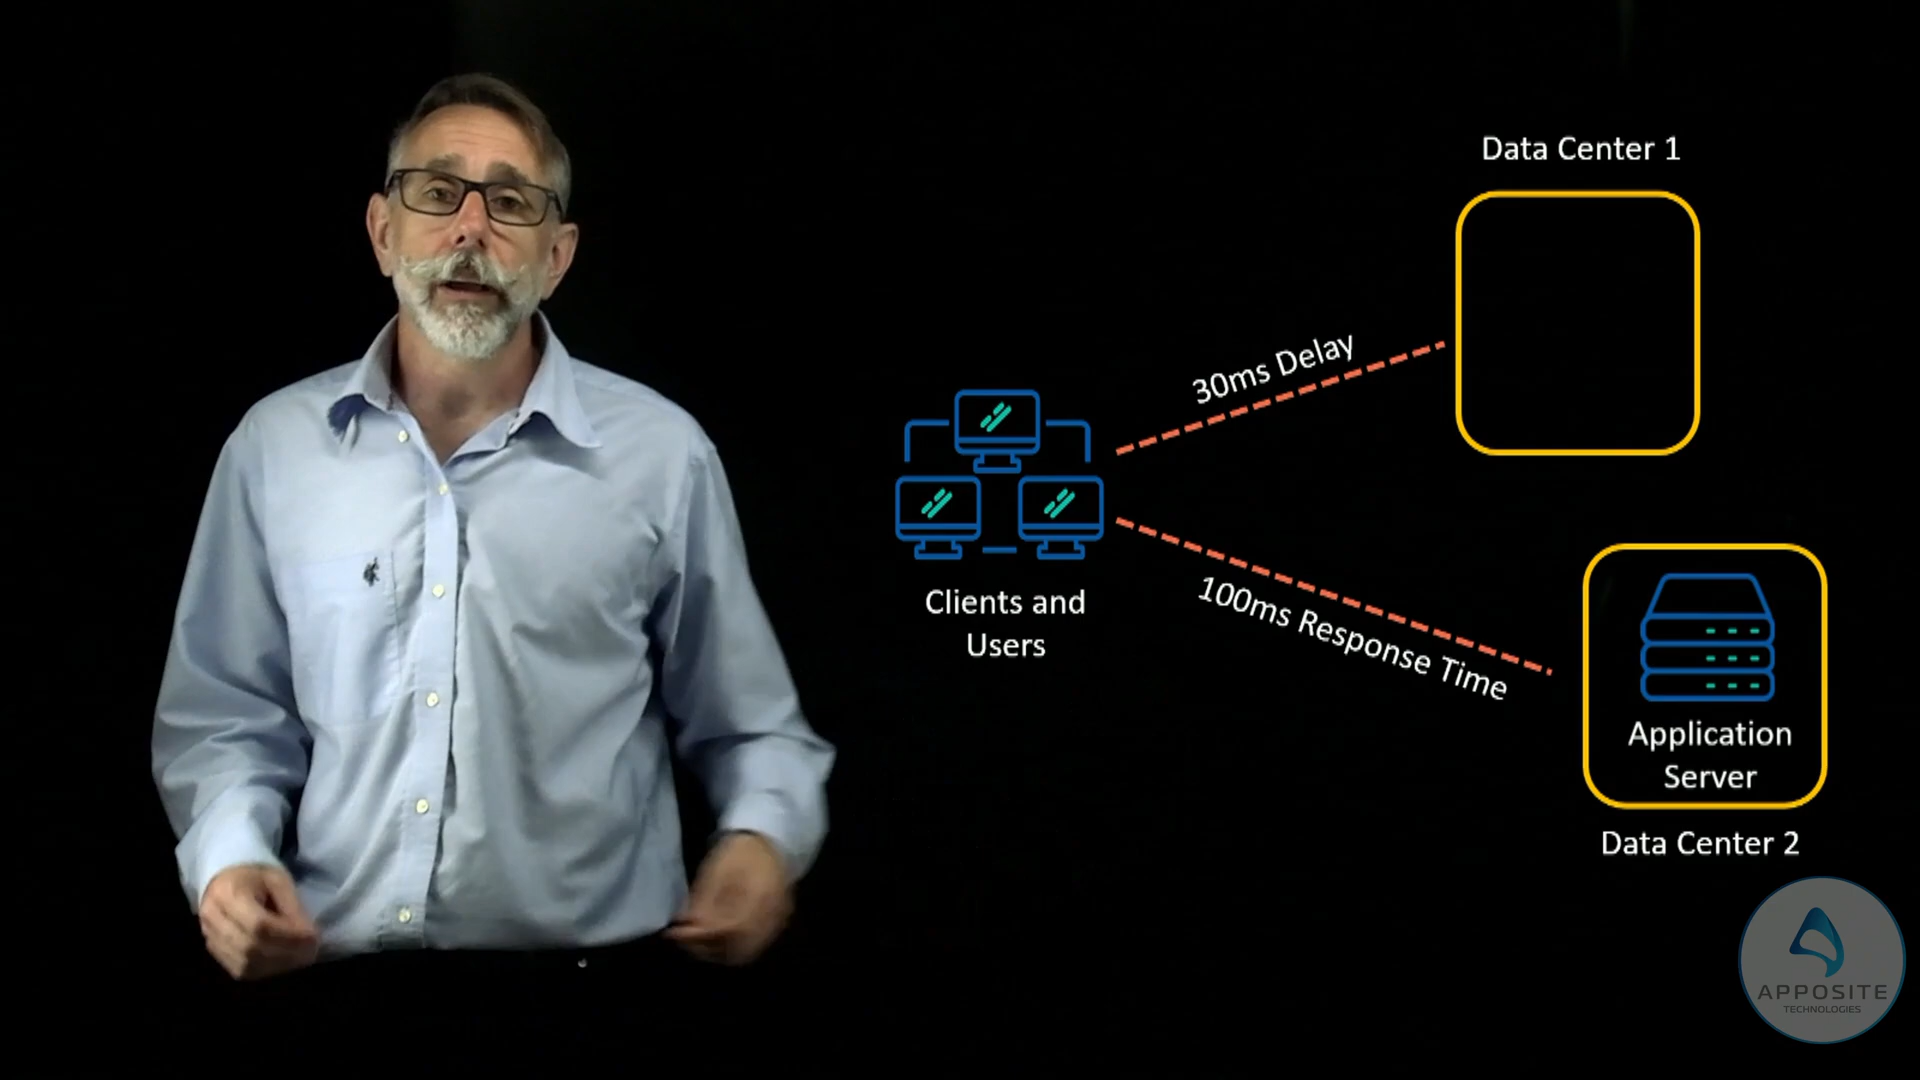 Data Center 1
30ms Delay
Clients and
Users
100ms Response Time
Application
Server
Data Center 2
APPOSITE
TECHNOLOGIES